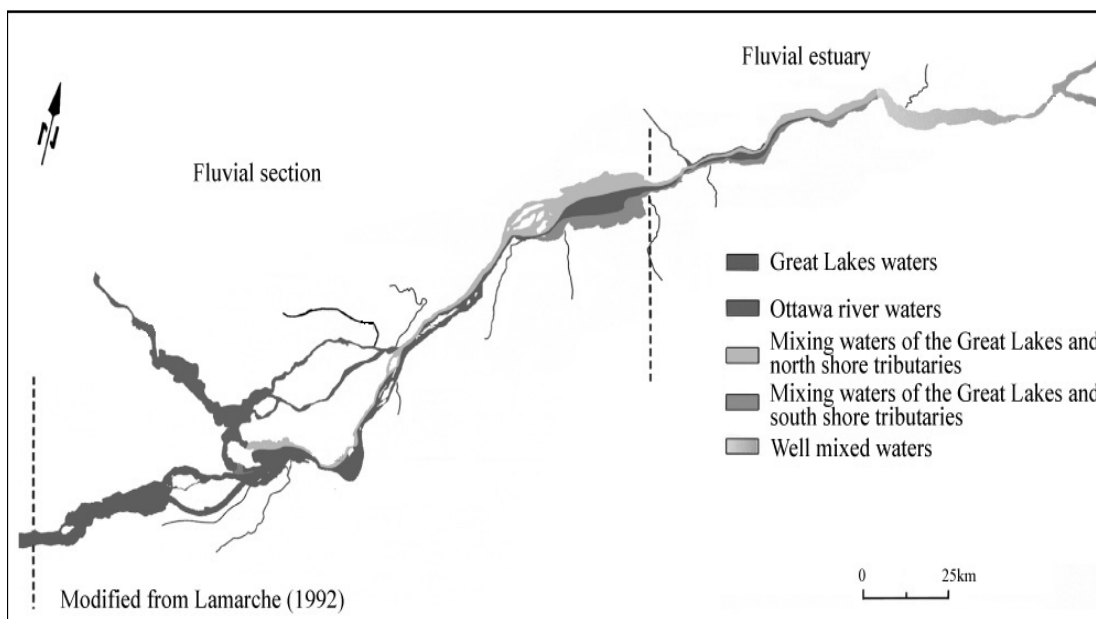 Fluvial estuary
N
Fluvial section
Great Lakes waters
Ottawa river waters
Mixing waters of the Great Lakes and
north shore tributaries
Mixing waters of the Great Lakes and
south shore tributaries
Well mixed waters
0 25km
Modified from Lamarche (1992)